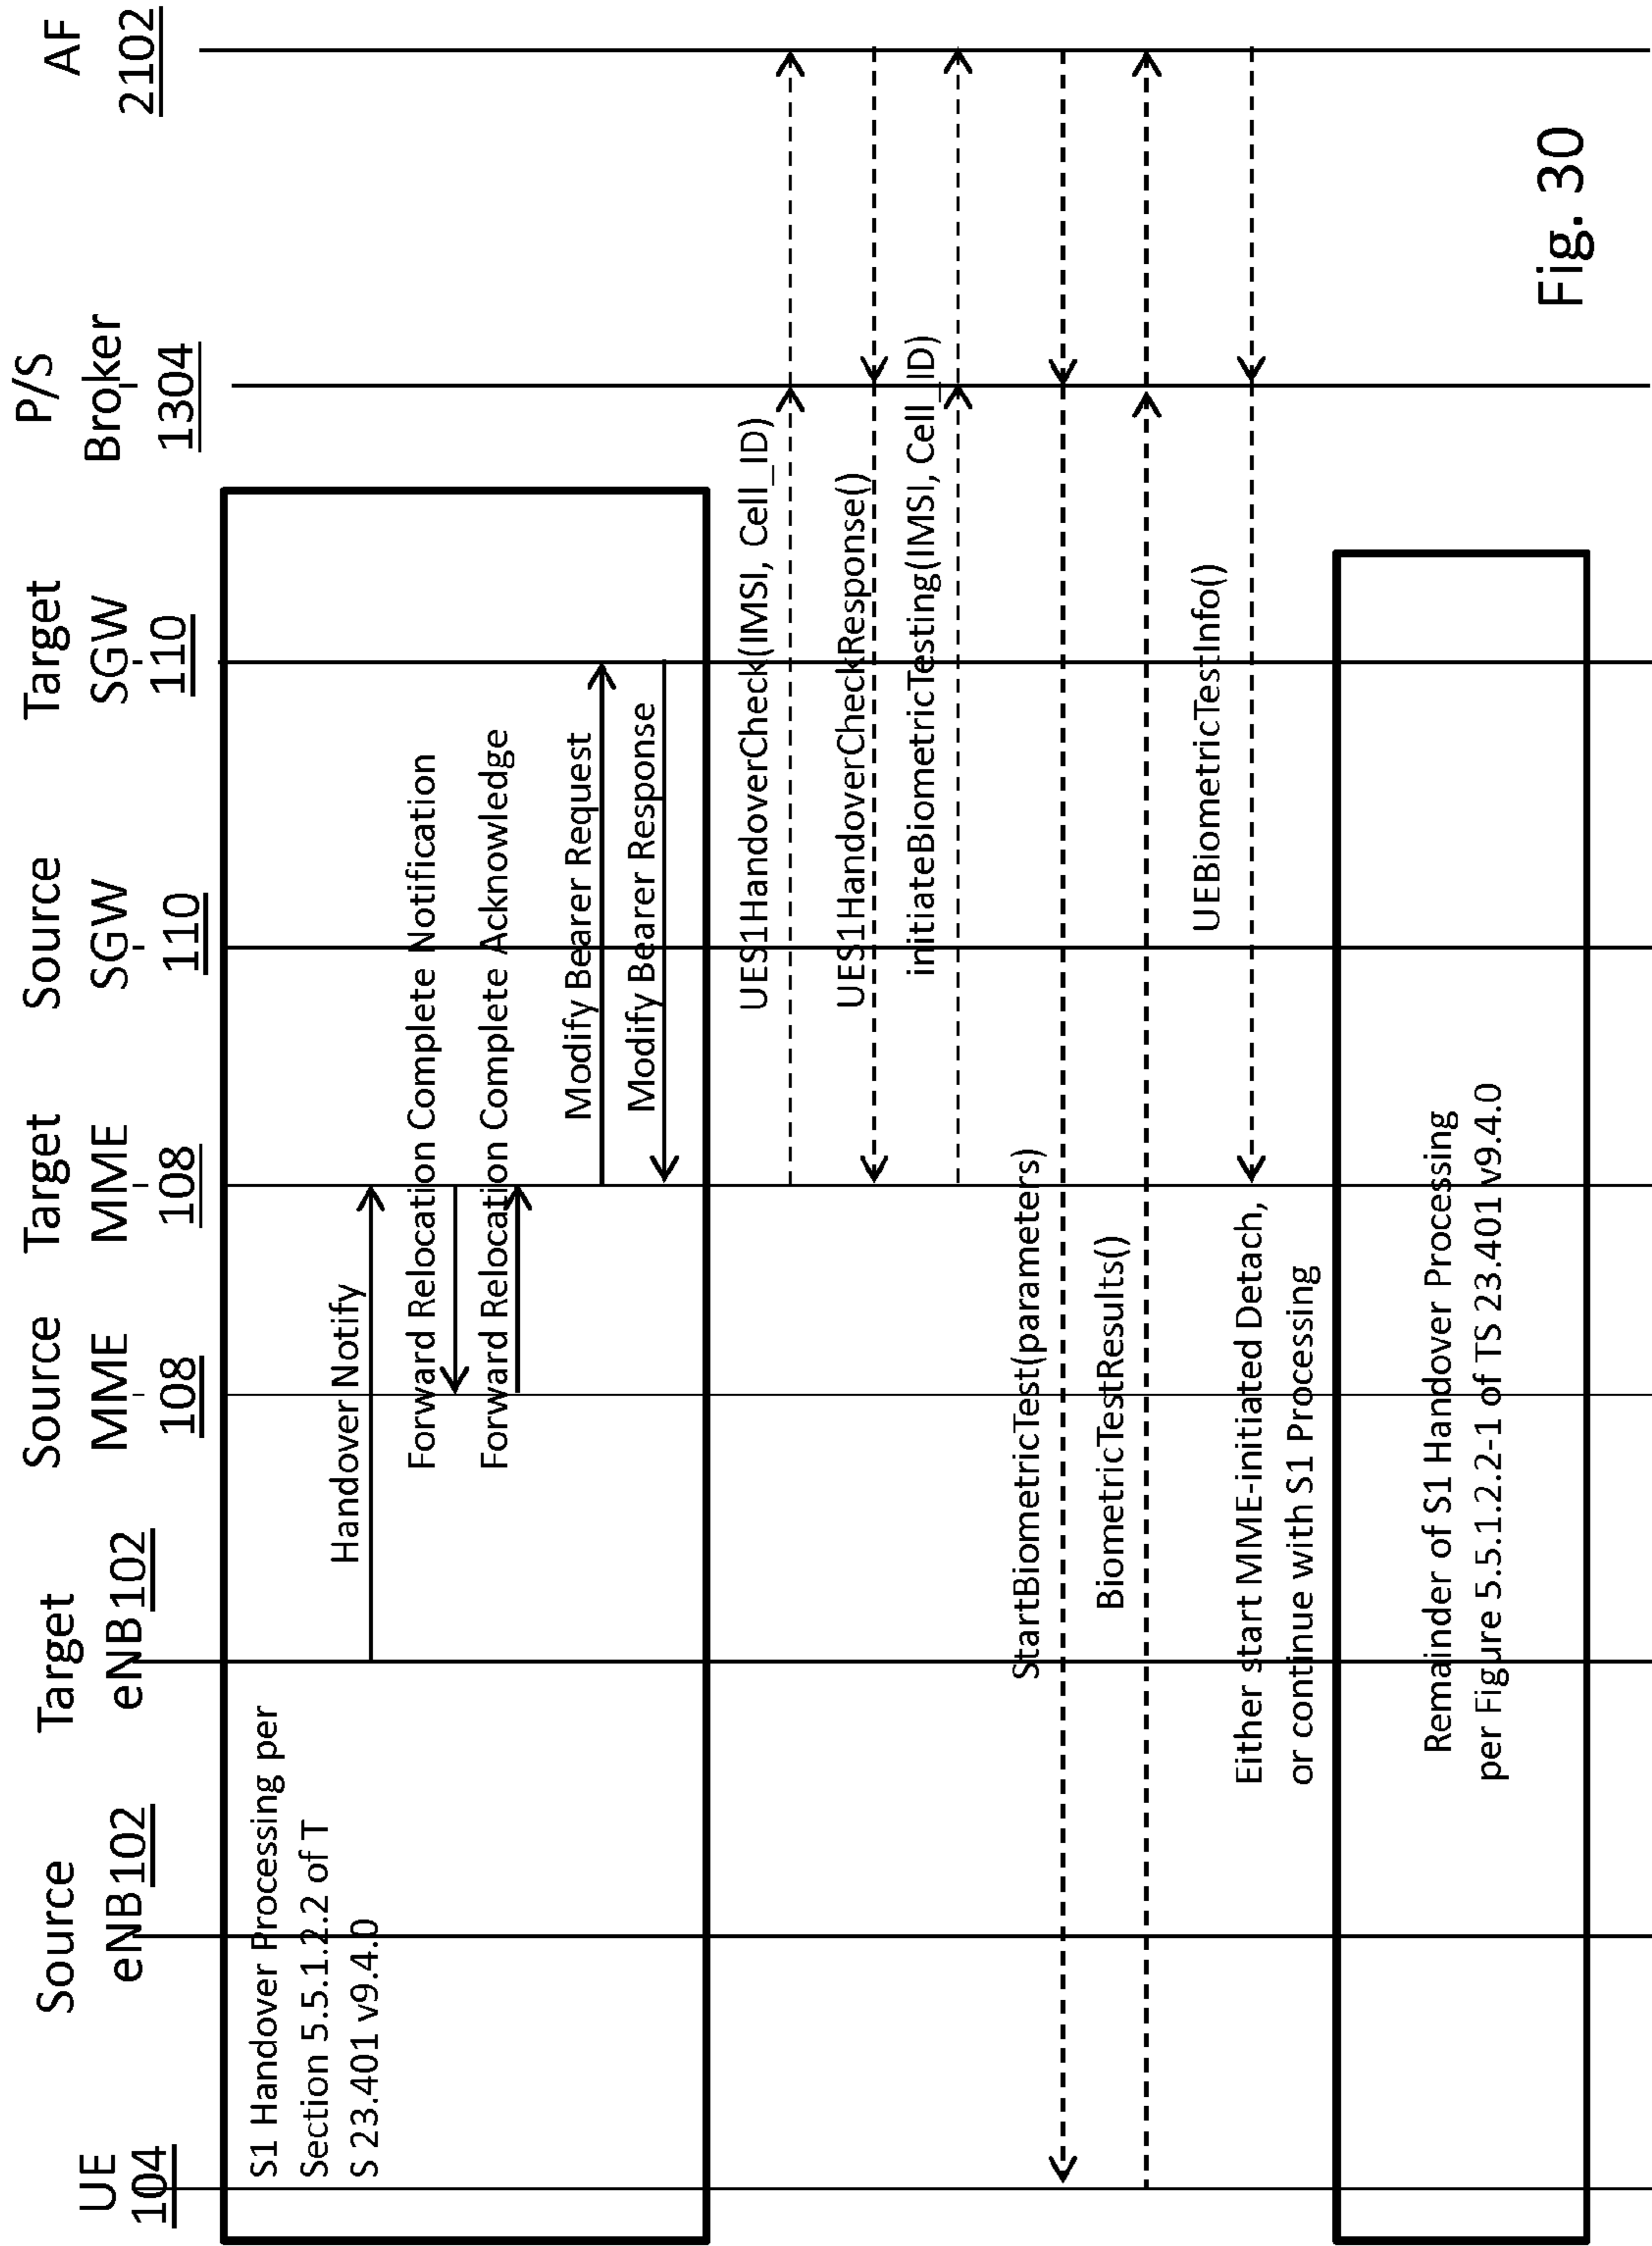 UE
104
Source
eNB102
Target
eNB102
Source
MME
108
Target
MME
108
Source
SGW
110
Target
SGW
110
P/S
Broker
1304
AF
2102
S1 Handover Processing per
Section 5.5.1.2.2 of T
S 23.401 v9.4.0
Handover Notify
Forward Relocation Complete Notification
Forward Relocation Complete Acknowledge
Modify Bearer Request
Modify Bearer Response
UES1HandoverCheck(IMSI, Cell_ID)
UES1HandoverCheckResponse()
initiateBiometricTesting(IMSI, Cell_ID)
StartBiometricTest(parameters)
BiometricTestResults()
UEBiometricTestInfo()
Either start MME-initiated Detach,
or continue with S1 Processing
Remainder of S1 Handover Processing
per Figure 5.5.1.2.2-1 of TS 23.401 v9.4.0
Fig. 30